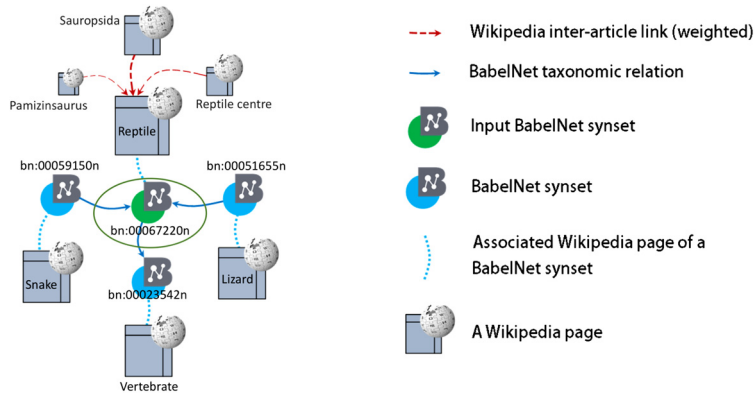 Sauropsida
Pamizinsaurus
Reptile centre
Reptile
bn:00059150n
bn:00051655n
bn:00067220n
Snake
bn:00023542n
Lizard
Vertebrate
Wikipedia inter-article link (weighted)
BabelNet taxonomic relation
Input BabelNet synset
BabelNet synset
Associated Wikipedia page of a
BabelNet synset
A Wikipedia page